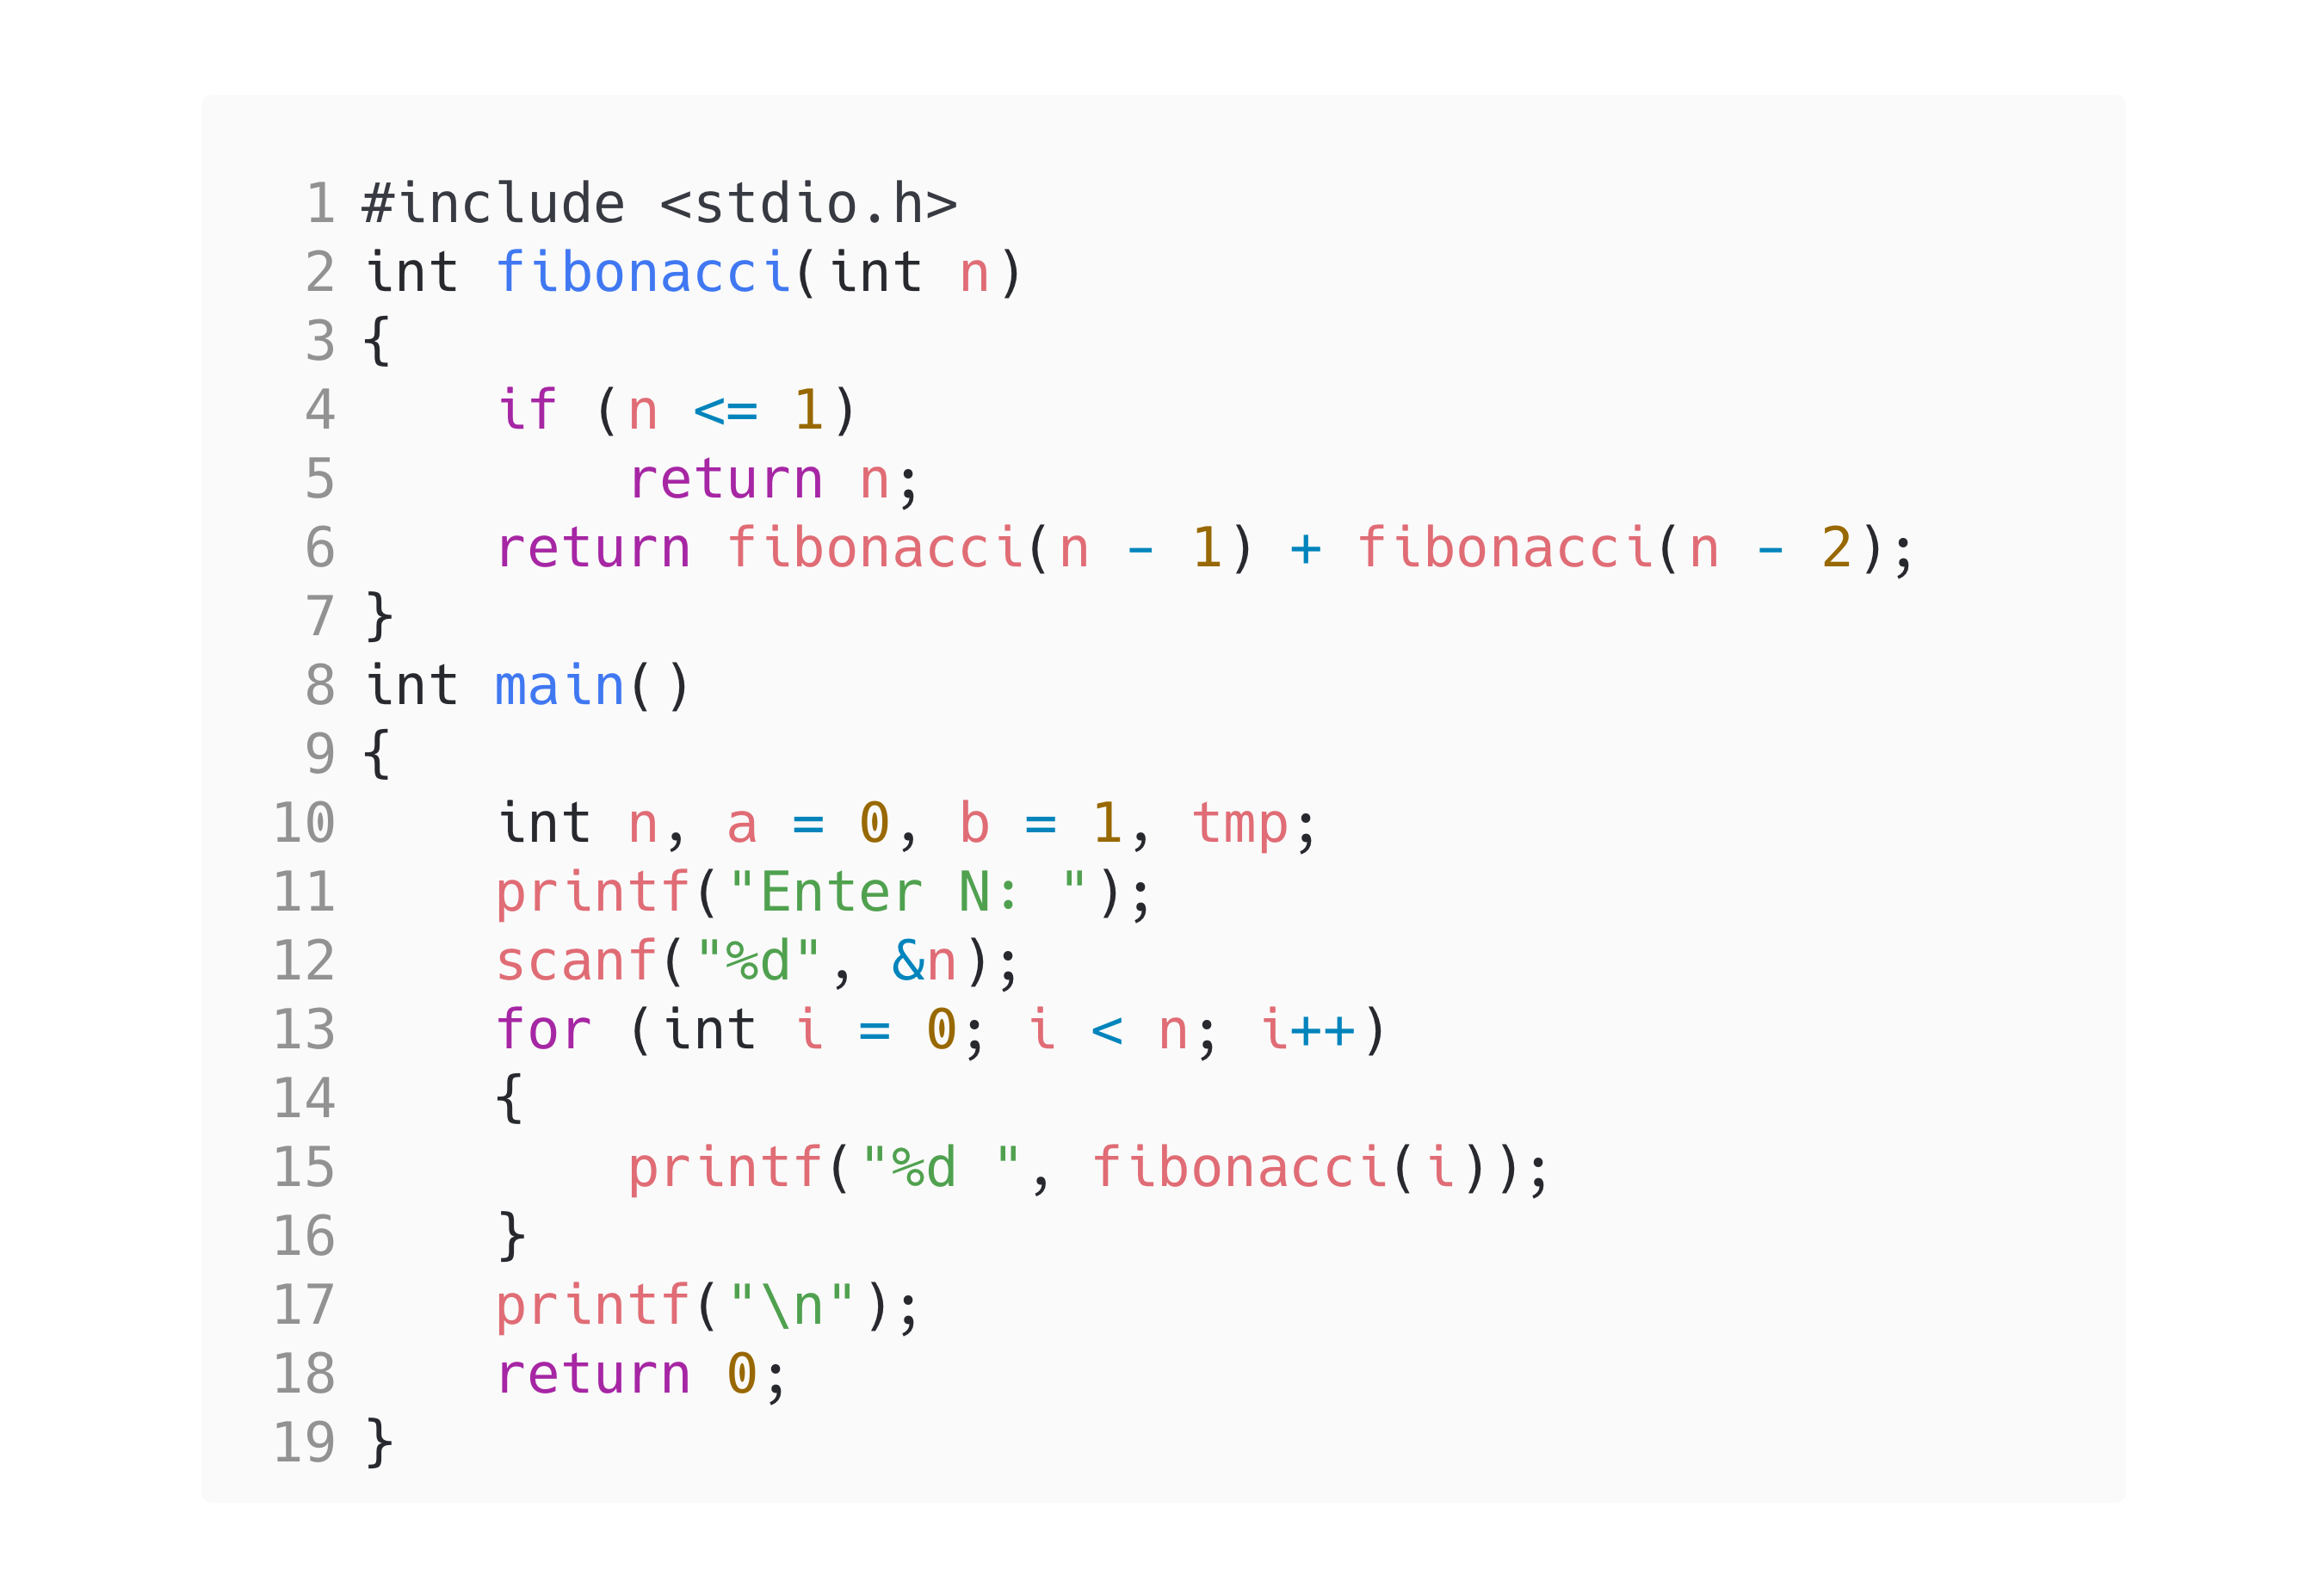 1 #include <stdio.h>
2 int fibonacci(int n)
3 {
4     if (n <= 1)
5         return n;
6     return fibonacci(n - 1) + fibonacci(n - 2);
7 }
8 int main()
9 {
10     int n, a = 0, b = 1, tmp;
11     printf("Enter N: ");
12     scanf("%d", &n);
13     for (int i = 0; i < n; i++)
14     {
15         printf("%d ", fibonacci(i));
16     }
17     printf("\n");
18     return 0;
19 }